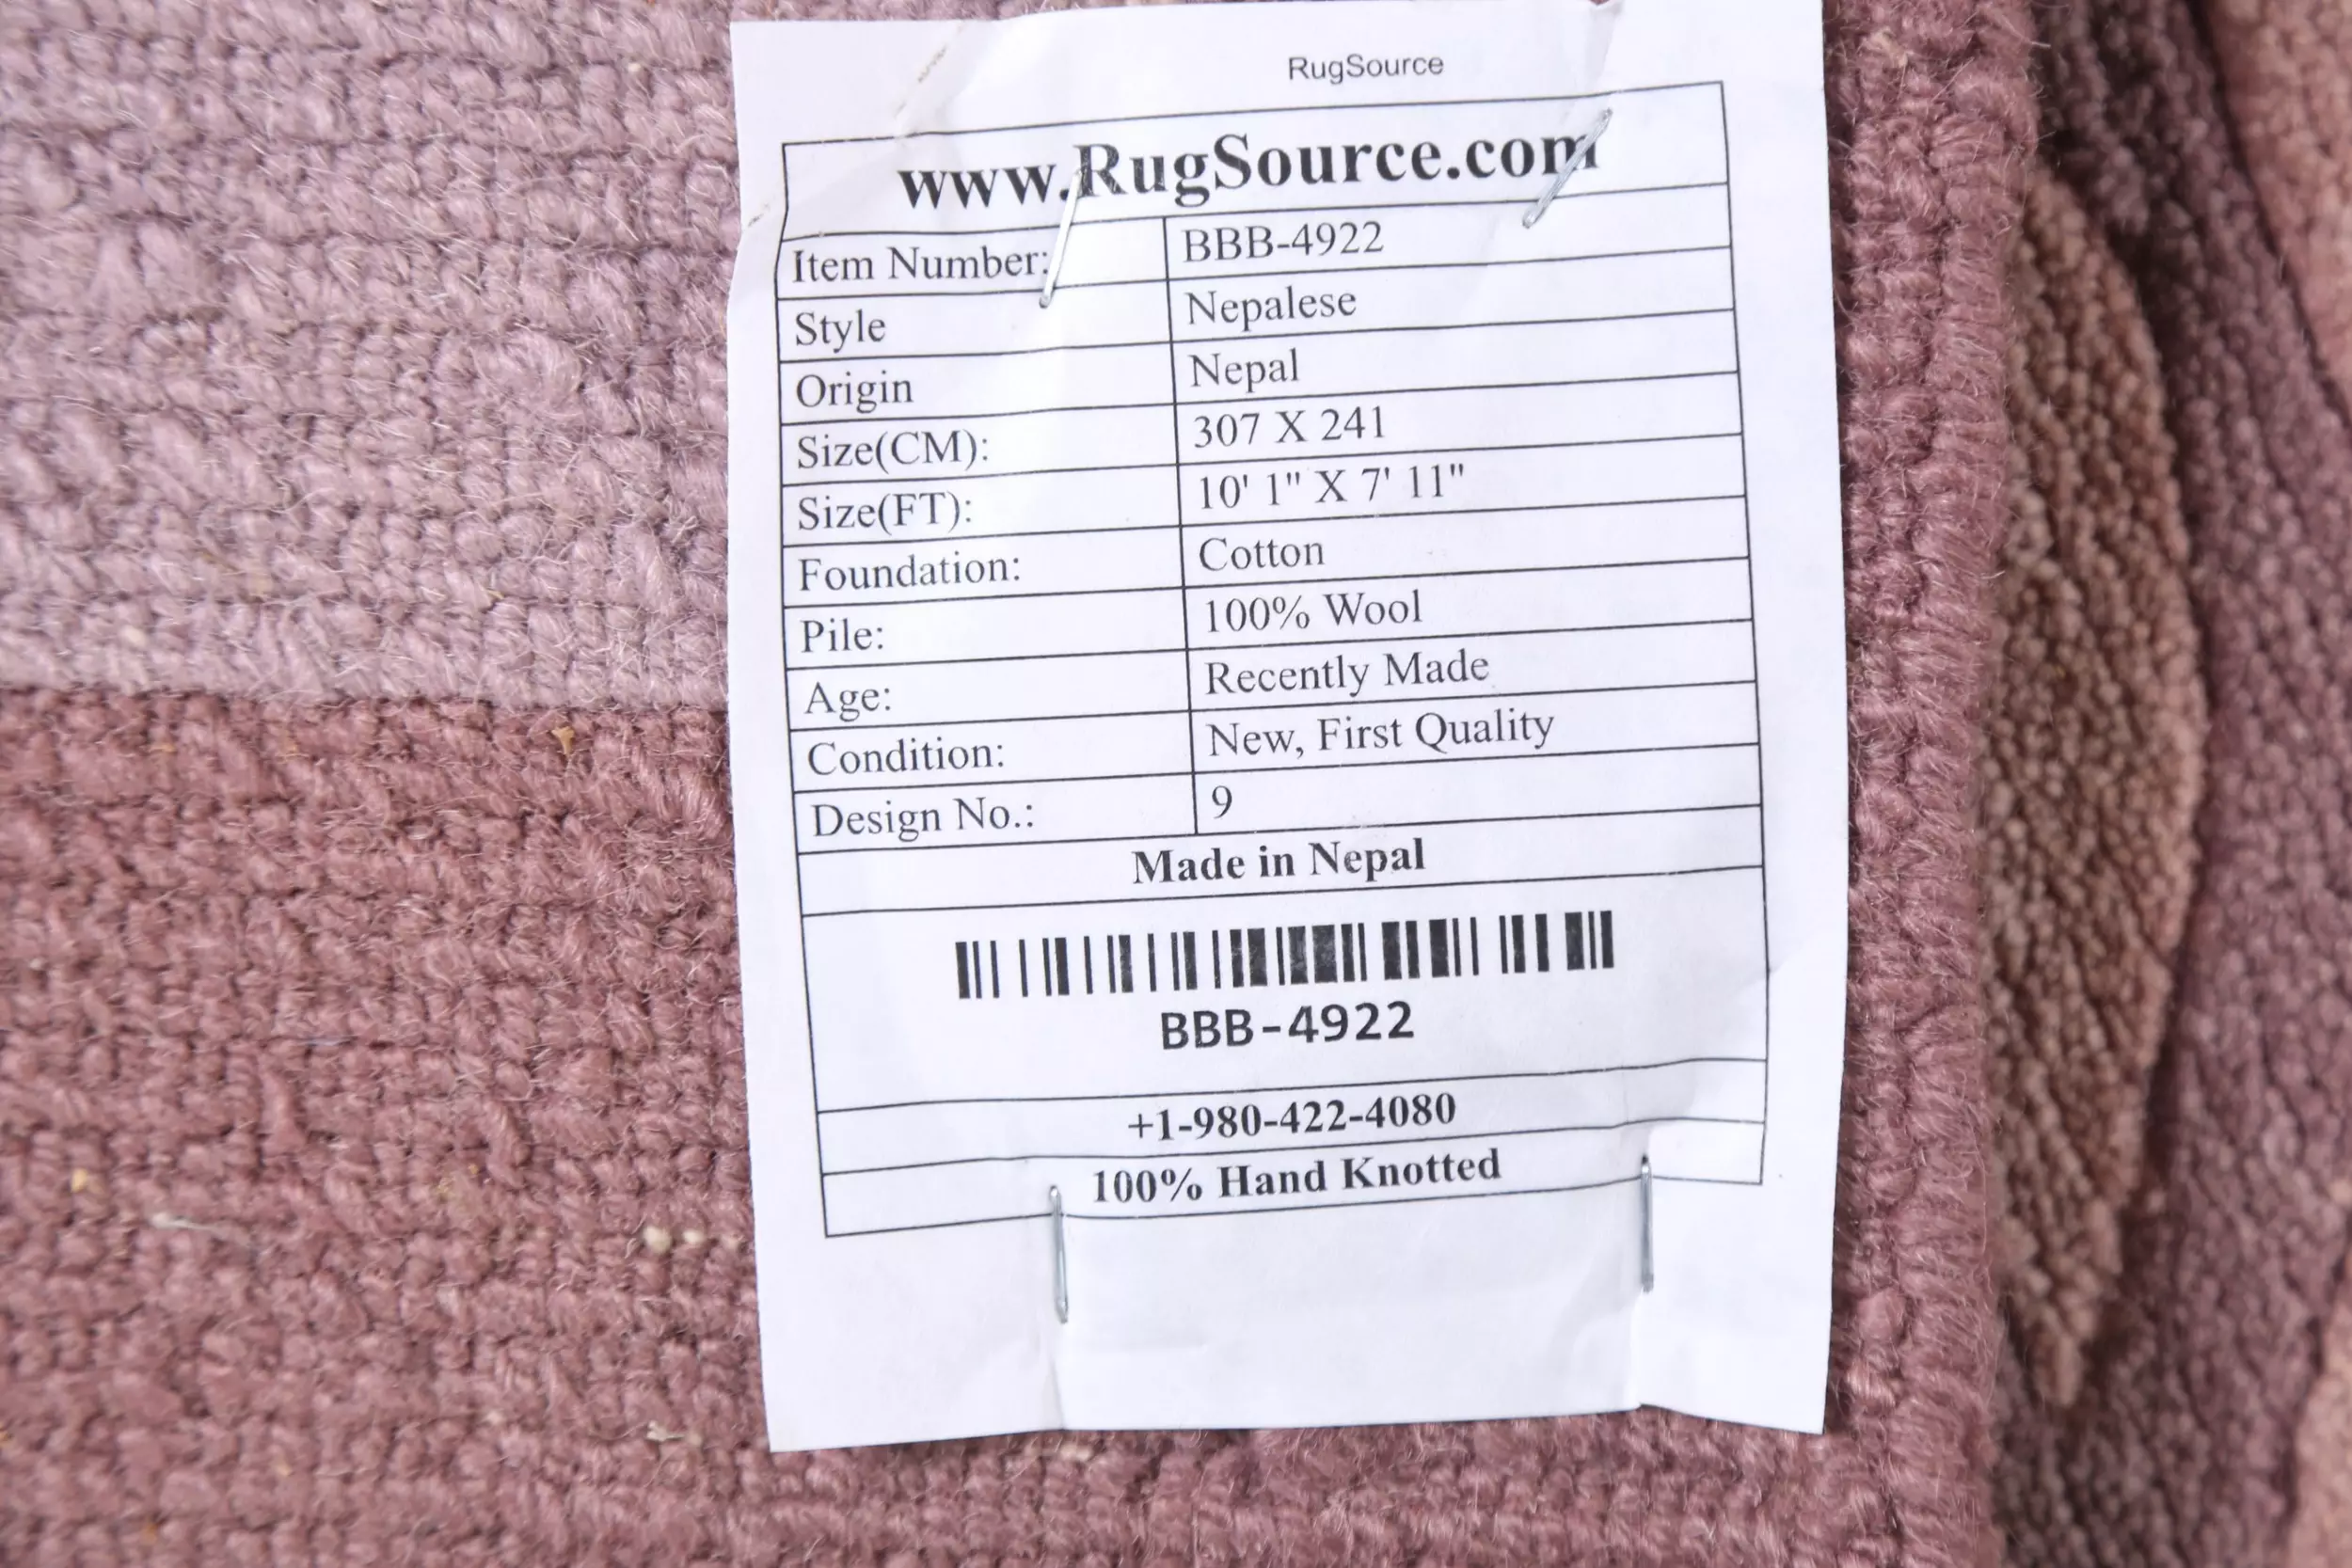 RugSource
www.RugSource.com
Item Number: BBB-4922
Style Nepalese
Origin Nepal
Size(CM): 307 X 241
Size(FT): 10' 1" X 7' 11"
Foundation: Cotton
Pile: 100% Wool
Age: Recently Made
Condition: New, First Quality
Design No.: 9
Made in Nepal
BBB-4922
+1-980-422-4080
100% Hand Knotted